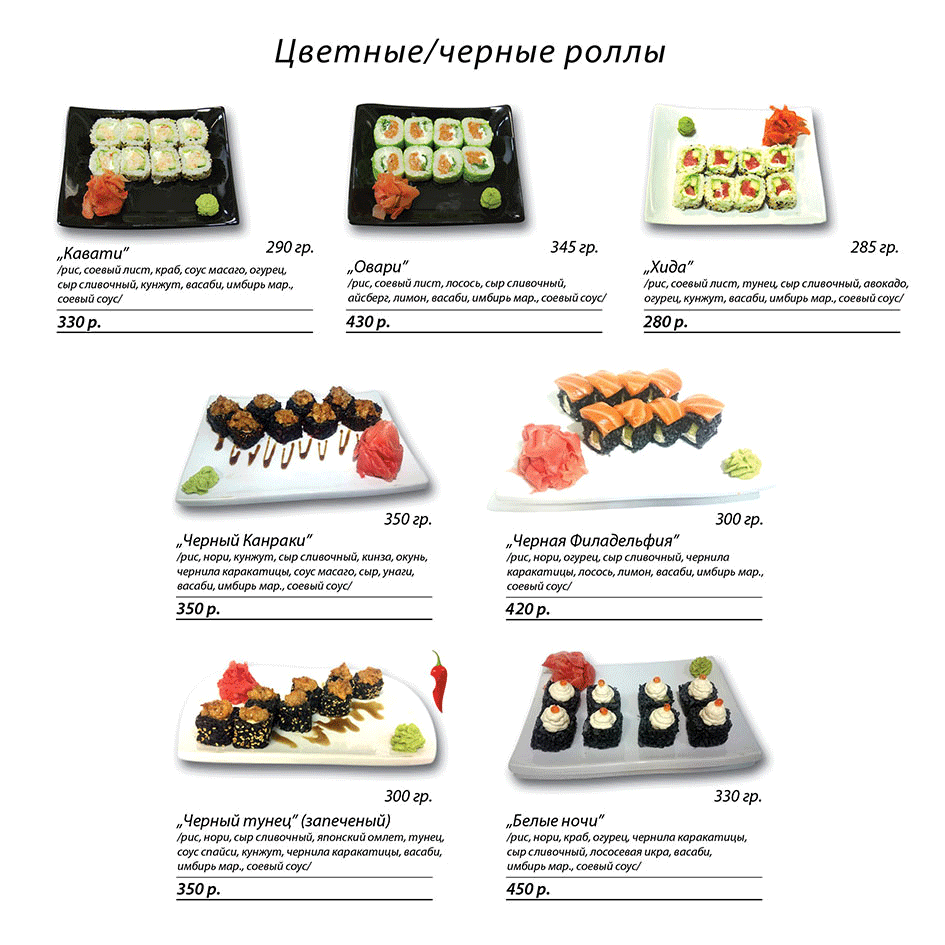 Цветные/черные роллы
290 гр.
„Кавати”
/рис, соевый лист, краб, соус масаго, огурец,
сыр сливочный, кунжут, васаби, имбирь мар.,
соевый соус/
330 р.
345 гр.
„Овари”
/рис, соевый лист, лосось, сыр сливочный,
айсберг, лимон, васаби, имбирь мар., соевый соус/
430 р.
285 гр.
„Хида”
/рис, соевый лист, тунец, сыр сливочный, авокадо,
огурец, кунжут, васаби, имбирь мар., соевый соус/
280 р.
350 гр.
„Черный Канраки”
/рис, нори, кунжут, сыр сливочный, кинза, окунь,
чернила каракатицы, соус масаго, сыр, унаги,
васаби, имбирь мар., соевый соус/
350 р.
300 гр.
„Черная Филадельфия”
/рис, нори, огурец, сыр сливочный, чернила
каракатицы, лосось, лимон, васаби, имбирь мар.,
соевый соус/
420 р.
300 гр.
„Черный тунец” (запеченый)
/рис, нори, сыр сливочный, японский омлет, тунец,
соус спайси, кунжут, чернила каракатицы, васаби,
имбирь мар., соевый соус/
350 р.
330 гр.
„Белые ночи”
/рис, нори, краб, огурец, чернила каракатицы,
сыр сливочный, лососевая икра, васаби,
имбирь мар., соевый соус/
450 р.